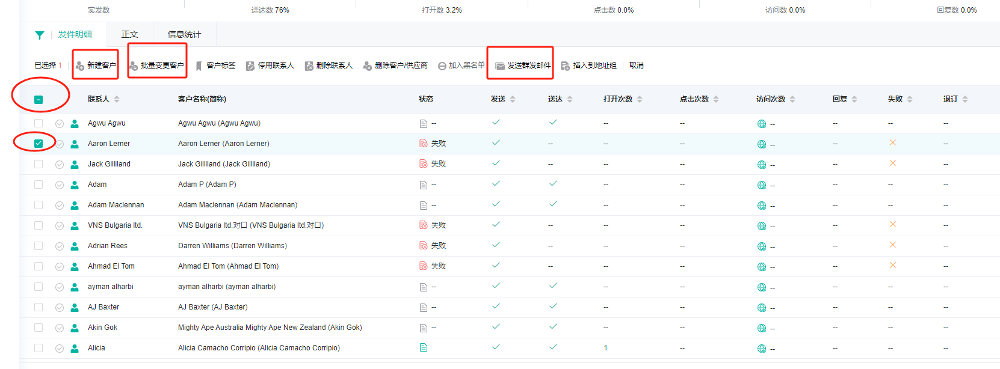 实发数 送达数 76% 打开数 3.2% 点击数 0.0% 访问数 0.0% 回复数 0.0%
发件明细 正文 信息统计
已选择 1 新建客户 批量变更客户 客户标签 停用联系人 删除联系人 删除客户/供应商 加入黑名单 发送群发邮件 插入到地址组 取消
联系人 客户名称(简称) 状态 发送 送达 打开次数 点击次数 访问次数 回复 失败 退订
Agwu Agwu Agwu Agwu (Agwu Agwu) -- -- -- -- -- -- --
Aaron Lerner Aaron Lerner (Aaron Lerner) 失败 -- -- -- -- -- --
Jack Gilliland Jack Gilliland (Jack Gilliland) 失败 -- -- -- -- -- --
Adam Adam P (Adam P) -- -- -- -- -- -- --
Adam Maclennan Adam Maclennan (Adam Maclennan) -- -- -- -- -- -- --
VNS Bulgaria ltd. VNS Bulgaria ltd.对口 (VNS Bulgaria ltd.对口) 失败 -- -- -- -- -- --
Adrian Rees Darren Williams (Darren Williams) 失败 -- -- -- -- -- --
Ahmad El Tom Ahmad El Tom (Ahmad El Tom) 失败 -- -- -- -- -- --
ayman alharbi ayman alharbi (ayman alharbi) -- -- -- -- -- -- --
AJ Baxter AJ Baxter (AJ Baxter) -- -- -- -- -- -- --
Akin Gok Mighty Ape Australia Mighty Ape New Zealand (Akin Gok) -- -- -- -- -- -- --
Alicia Alicia Camacho Corripio (Alicia Camacho Corripio) 1 -- -- -- -- --